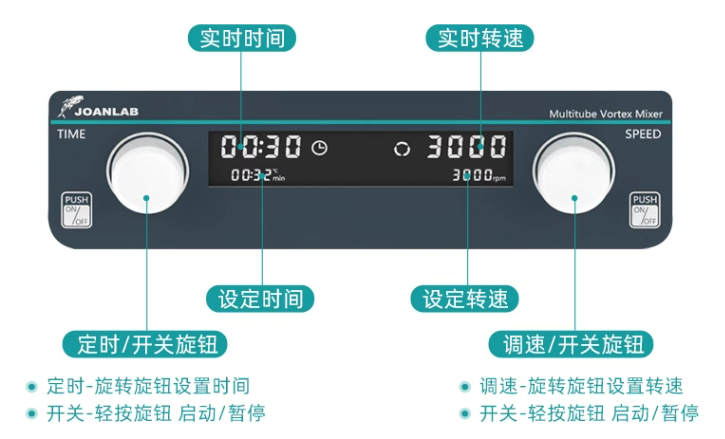 实时时间
实时转速
JOANLAB
Multitube Vortex Mixer
TIME
SPEED
00:30
3000
00:32 min
3000 rpm
PUSH
ON/OFF
PUSH
ON/OFF
设定时间
设定转速
定时/开关旋钮
调速/开关旋钮
定时-旋转旋钮设置时间
开关-轻按旋钮 启动/暂停
调速-旋转旋钮设置转速
开关-轻按旋钮 启动/暂停